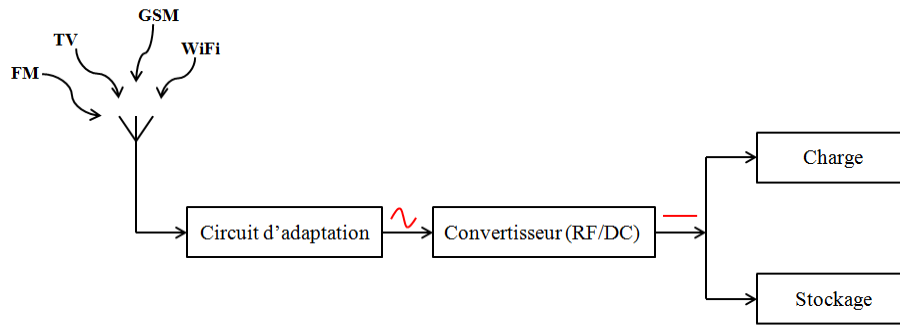 GSM
TV
WiFi
FM
Charge
Circuit d’adaptation
Convertisseur (RF/DC)
Stockage